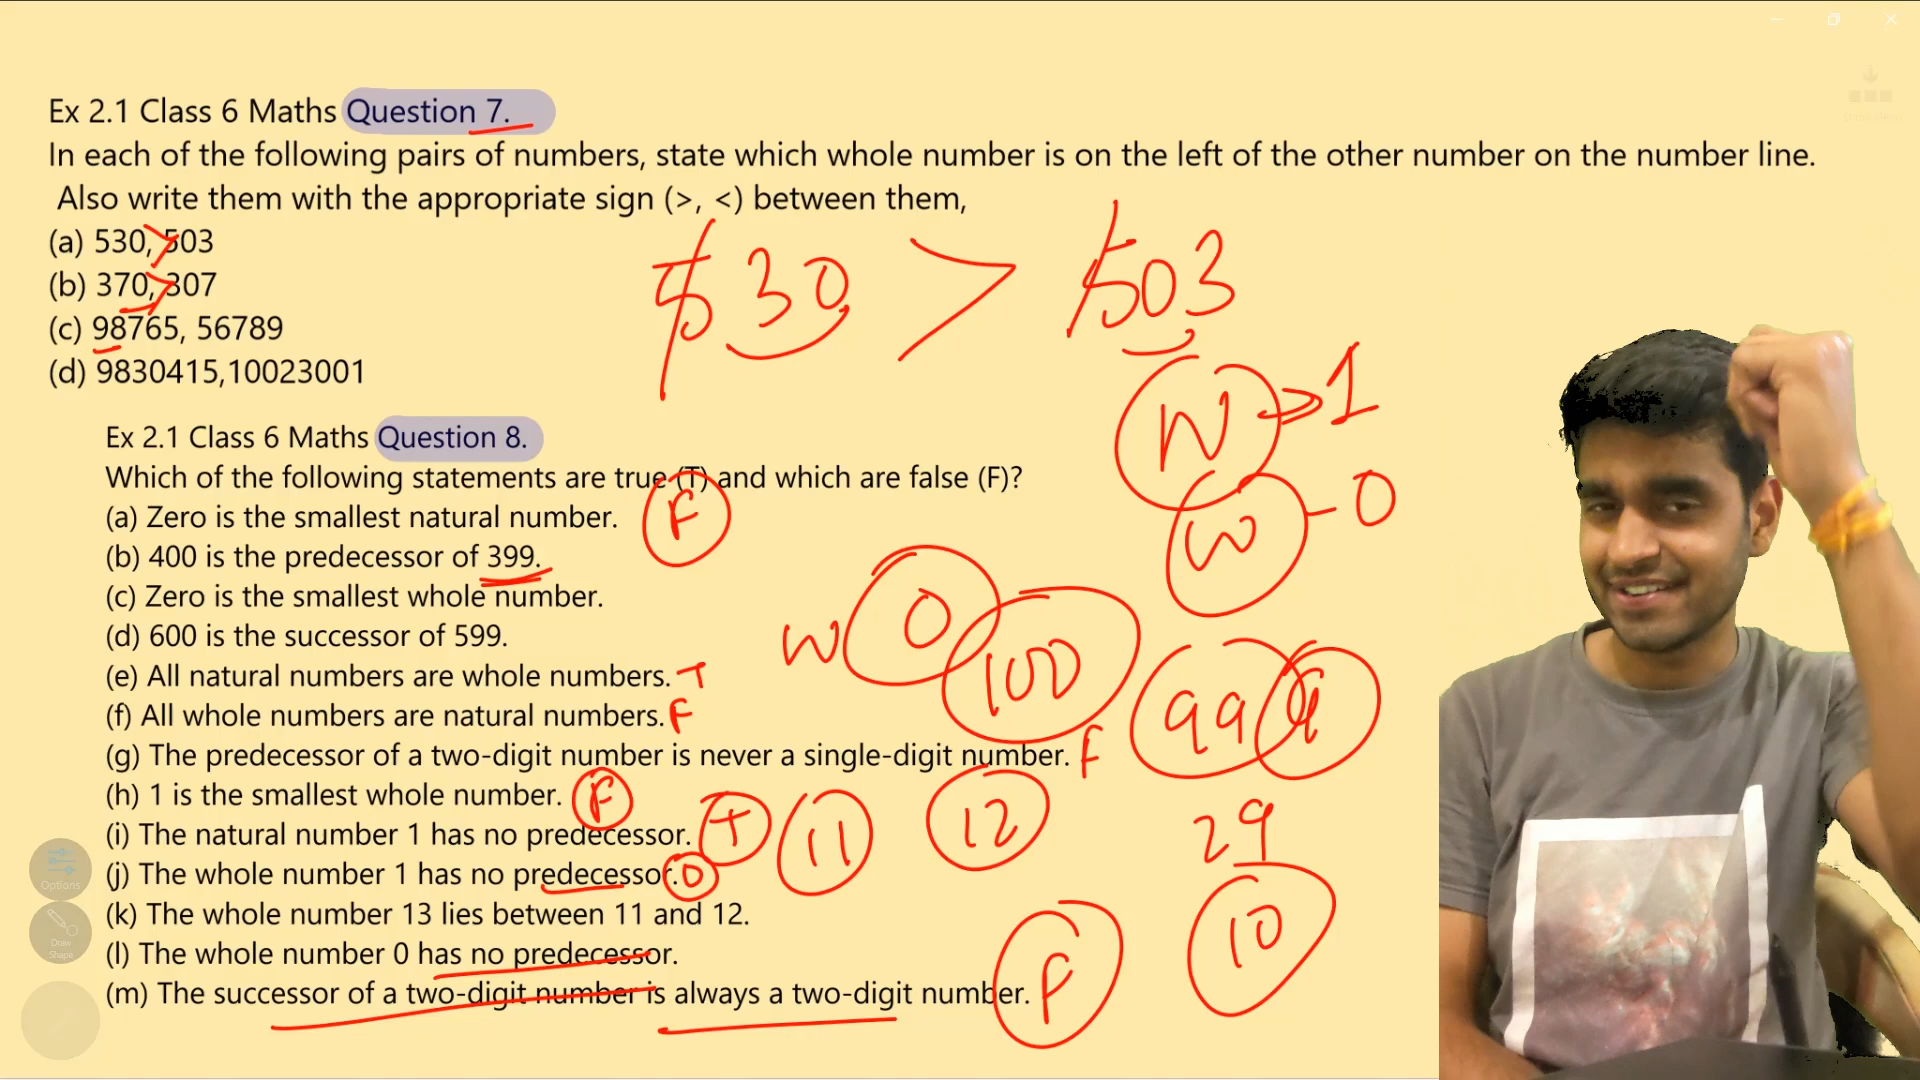 Ex 2.1 Class 6 Maths Question 7.
In each of the following pairs of numbers, state which whole number is on the left of the other number on the number line.
Also write them with the appropriate sign (>, <) between them,
(a) 530, > 503
(b) 370, > 307
(c) 98765, 56789
(d) 9830415,10023001
530 > 503
N → 1
W - 0
Ex 2.1 Class 6 Maths Question 8.
Which of the following statements are true (T) and which are false (F)?
(a) Zero is the smallest natural number. F
(b) 400 is the predecessor of 399.
(c) Zero is the smallest whole number.
(d) 600 is the successor of 599.
W 0 100
(e) All natural numbers are whole numbers. T
(f) All whole numbers are natural numbers. F
99 9
(g) The predecessor of a two-digit number is never a single-digit number. F
(h) 1 is the smallest whole number. F
(i) The natural number 1 has no predecessor. T 11 12 29
(j) The whole number 1 has no predecessor. 0
(k) The whole number 13 lies between 11 and 12.
10
(l) The whole number 0 has no predecessor.
(m) The successor of a two-digit number is always a two-digit number. F
Options
Draw
Shape